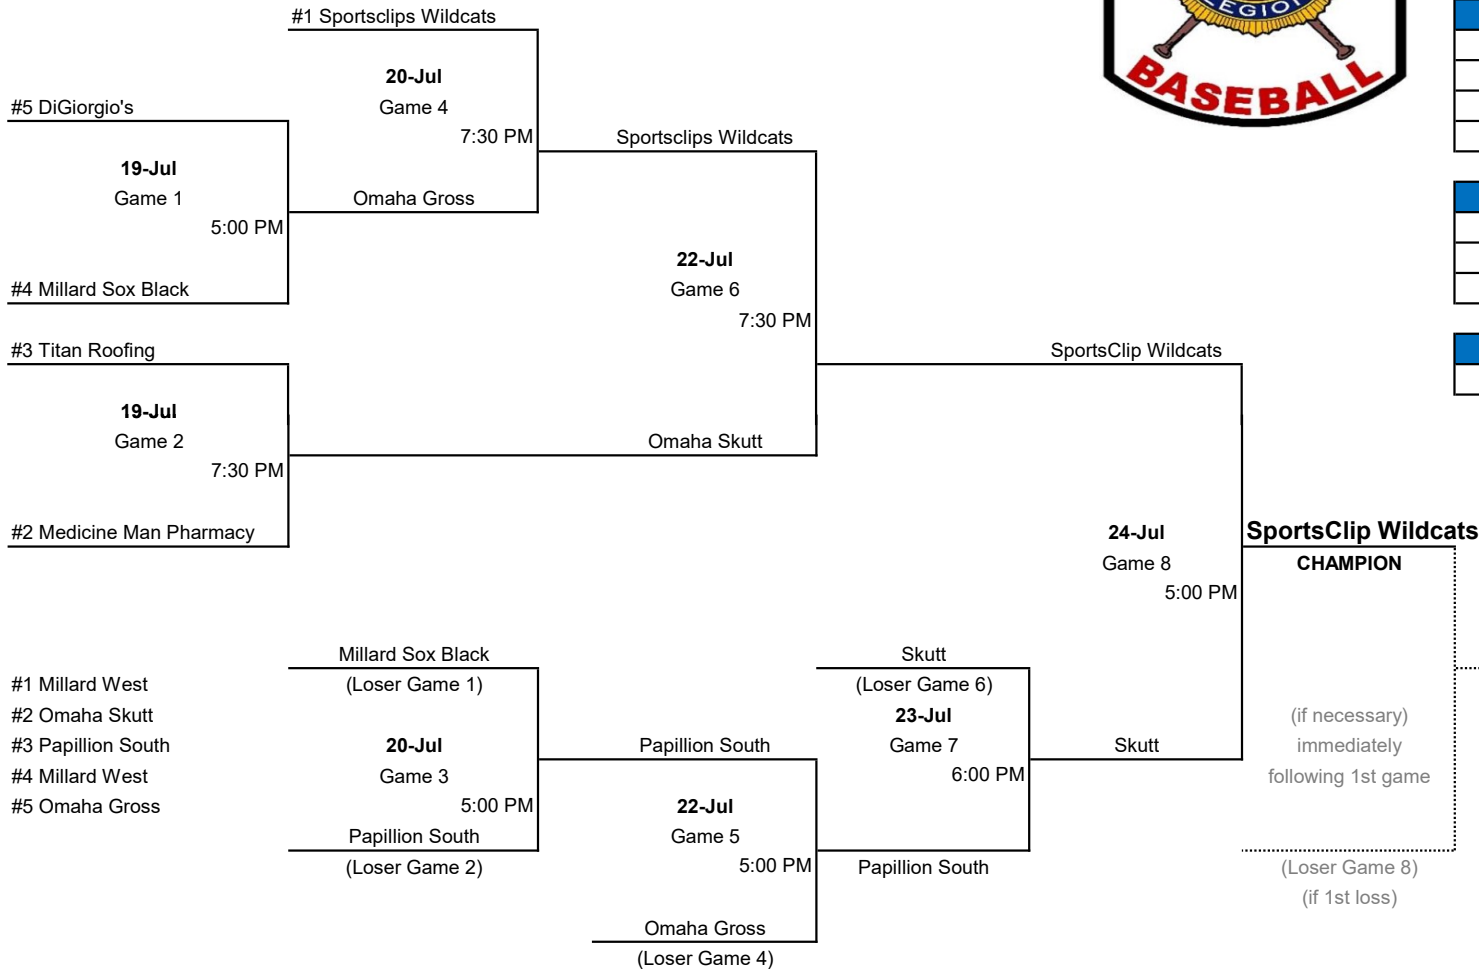 LEGION
BASEBALL
#1 Sportsclips Wildcats
20-Jul
Game 4
7:30 PM
#5 DiGiorgio's
19-Jul
Game 1
5:00 PM
Omaha Gross
#4 Millard Sox Black
Sportsclips Wildcats
22-Jul
Game 6
7:30 PM
#3 Titan Roofing
19-Jul
Game 2
7:30 PM
#2 Medicine Man Pharmacy
Omaha Skutt
SportsClip Wildcats
24-Jul
Game 8
5:00 PM
SportsClip Wildcats
CHAMPION
#1 Millard West
#2 Omaha Skutt
#3 Papillion South
#4 Millard West
#5 Omaha Gross
Millard Sox Black
(Loser Game 1)
20-Jul
Game 3
5:00 PM
Papillion South
(Loser Game 2)
Papillion South
22-Jul
Game 5
5:00 PM
Omaha Gross
(Loser Game 4)
Skutt
(Loser Game 6)
23-Jul
Game 7
6:00 PM
Papillion South
Skutt
(if necessary)
immediately
following 1st game
(Loser Game 8)
(if 1st loss)